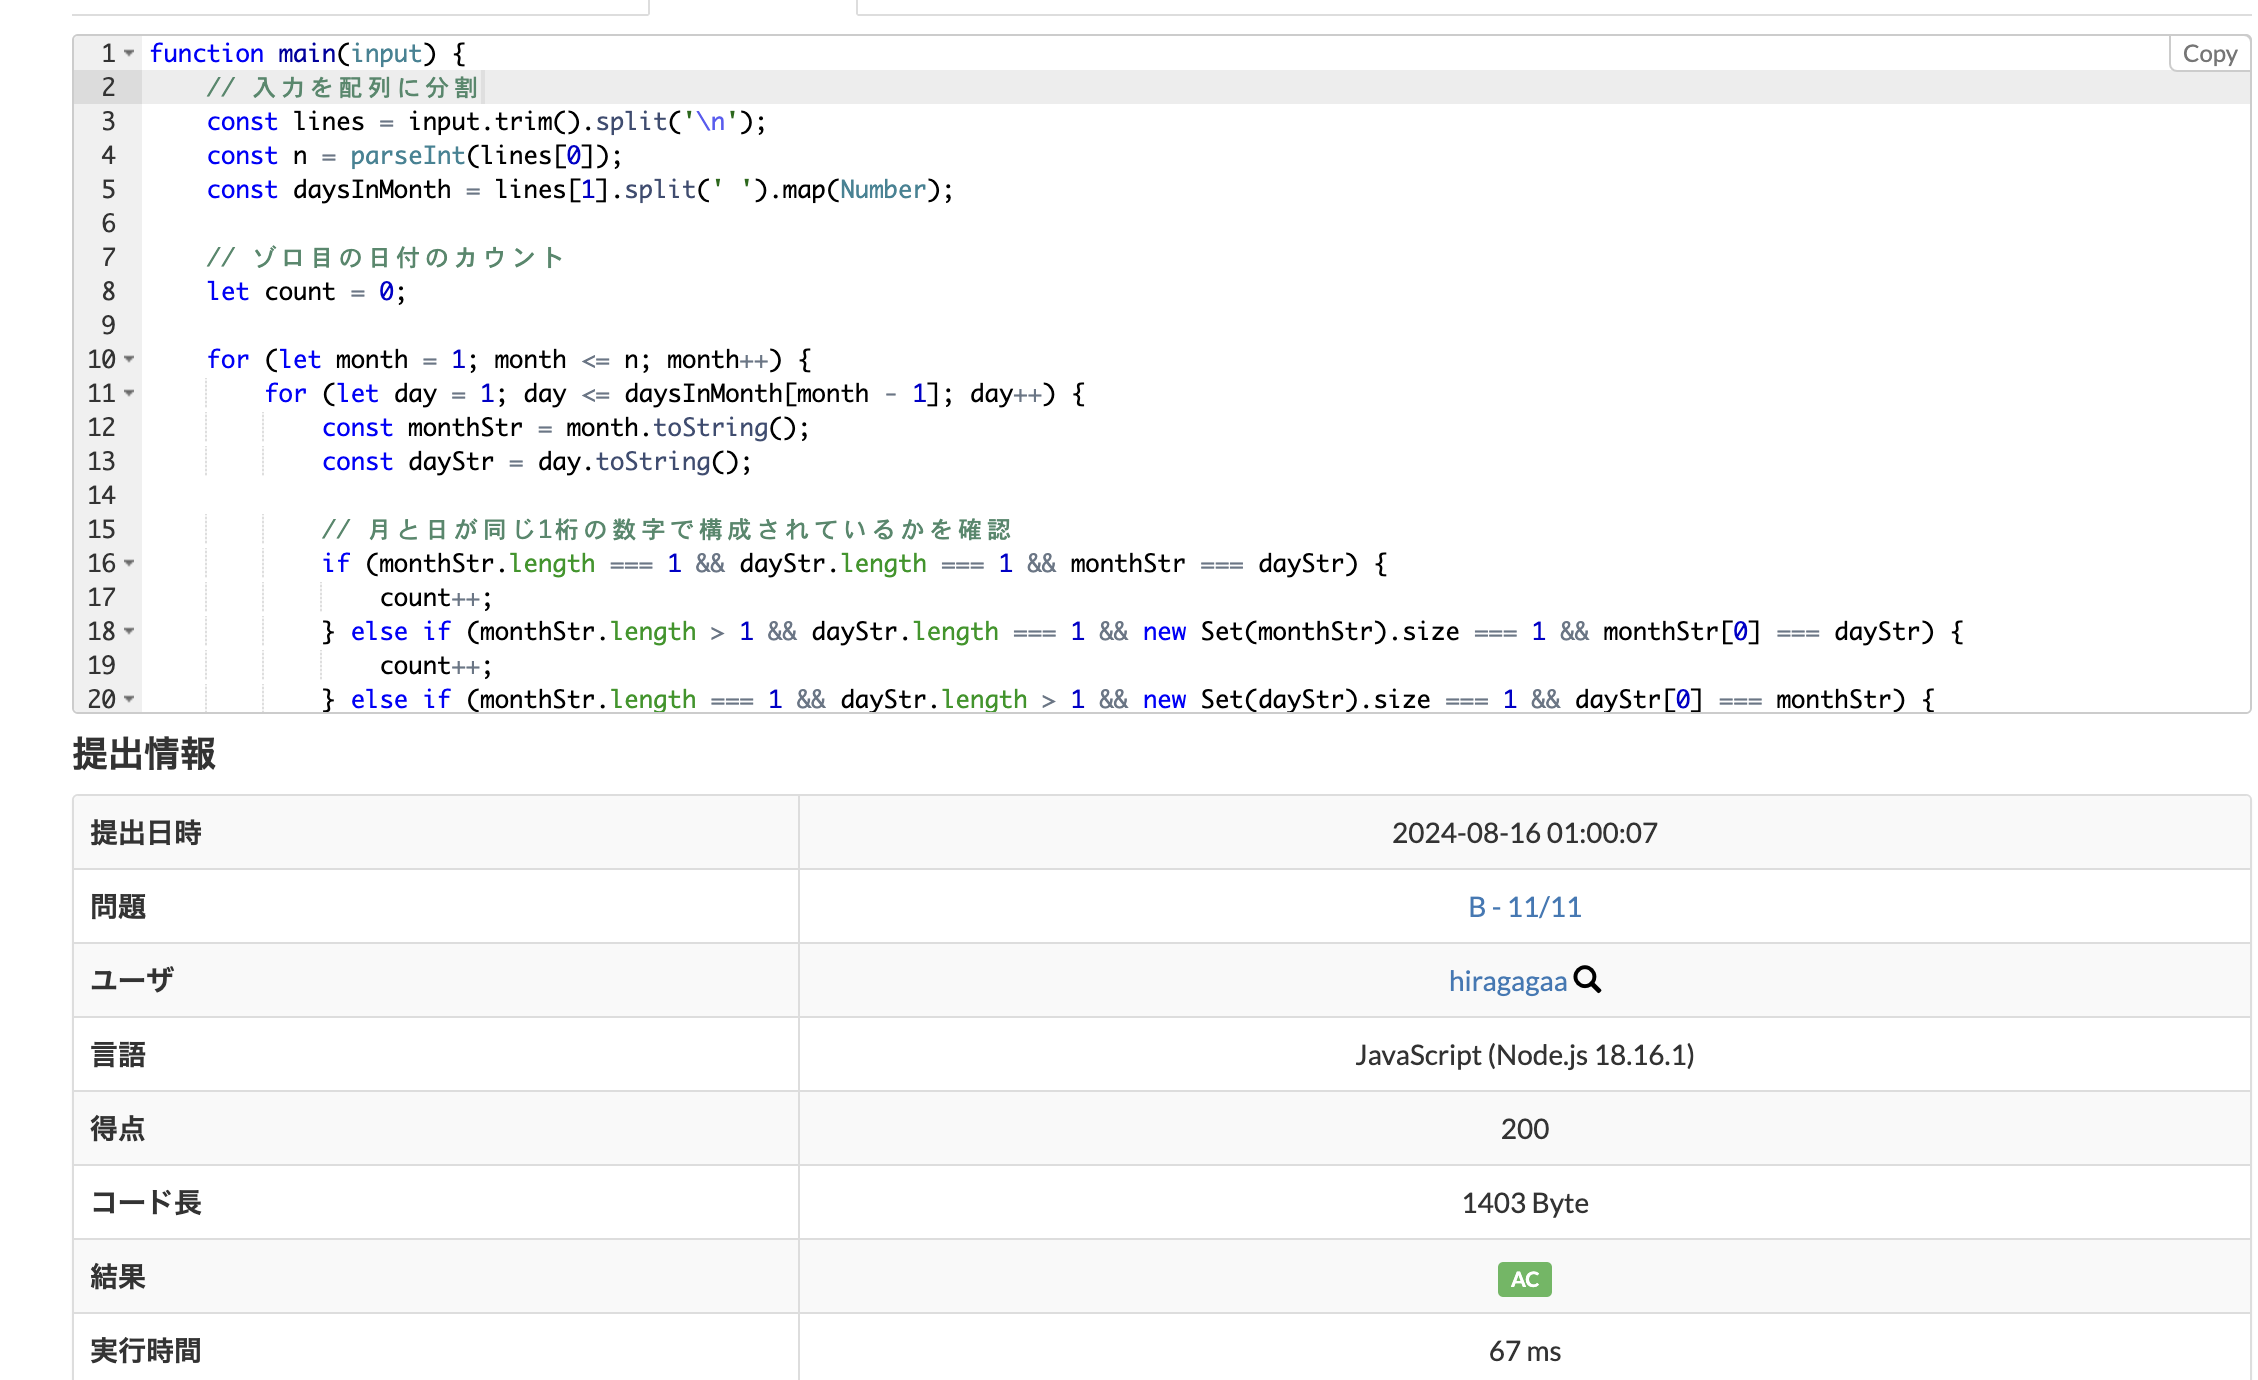 Copy
1 function main(input) {
2     // 入力を配列に分割
3     const lines = input.trim().split('\n');
4     const n = parseInt(lines[0]);
5     const daysInMonth = lines[1].split(' ').map(Number);
6
7     // ゾロ目の日付のカウント
8     let count = 0;
9
10     for (let month = 1; month <= n; month++) {
11         for (let day = 1; day <= daysInMonth[month - 1]; day++) {
12             const monthStr = month.toString();
13             const dayStr = day.toString();
14
15             // 月と日が同じ1桁の数字で構成されているかを確認
16             if (monthStr.length === 1 && dayStr.length === 1 && monthStr === dayStr) {
17                 count++;
18             } else if (monthStr.length > 1 && dayStr.length === 1 && new Set(monthStr).size === 1 && monthStr[0] === dayStr) {
19                 count++;
20             } else if (monthStr.length === 1 && dayStr.length > 1 && new Set(dayStr).size === 1 && dayStr[0] === monthStr) {
提出情報
提出日時 2024-08-16 01:00:07
問題 B - 11/11
ユーザ hiragagaa
言語 JavaScript (Node.js 18.16.1)
得点 200
コード長 1403 Byte
結果 AC
実行時間 67 ms